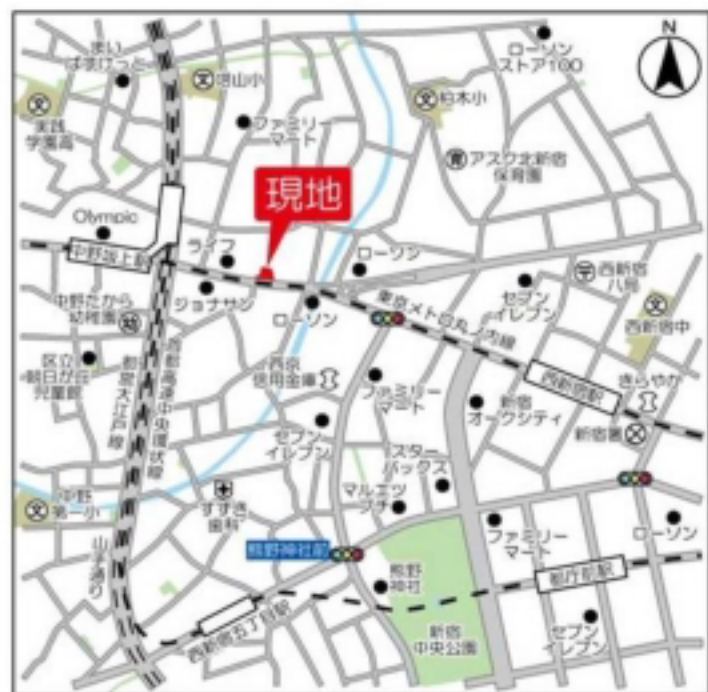 まい
ばすけっと
塔山小
ローソン
ストア100
N
実践
学園高
ファミリー
マート
桃木小
アスク北新宿
保育園
現地
Olympic
中野坂上駅
ライフ
ローソン
ジョナサン
ローソン
東京メトロ丸ノ内線
セブン
イレブン
西新宿
八局
西新宿中
中野たから
幼稚園
区立
朝日が丘
児童館
首都高速中央環状線
都営大江戸線
西京
信用金庫
ファミリー
マート
新宿
オークシティ
西新宿駅
きらやか
新宿署
セブン
イレブン
スター
バックス
マルエツ
プチ
中野
第一小
すずき
歯科
山手通り
熊野神社前
熊野
神社
ファミリー
マート
ローソン
都庁前駅
西新宿五丁目駅
新宿
中央公園
セブン
イレブン